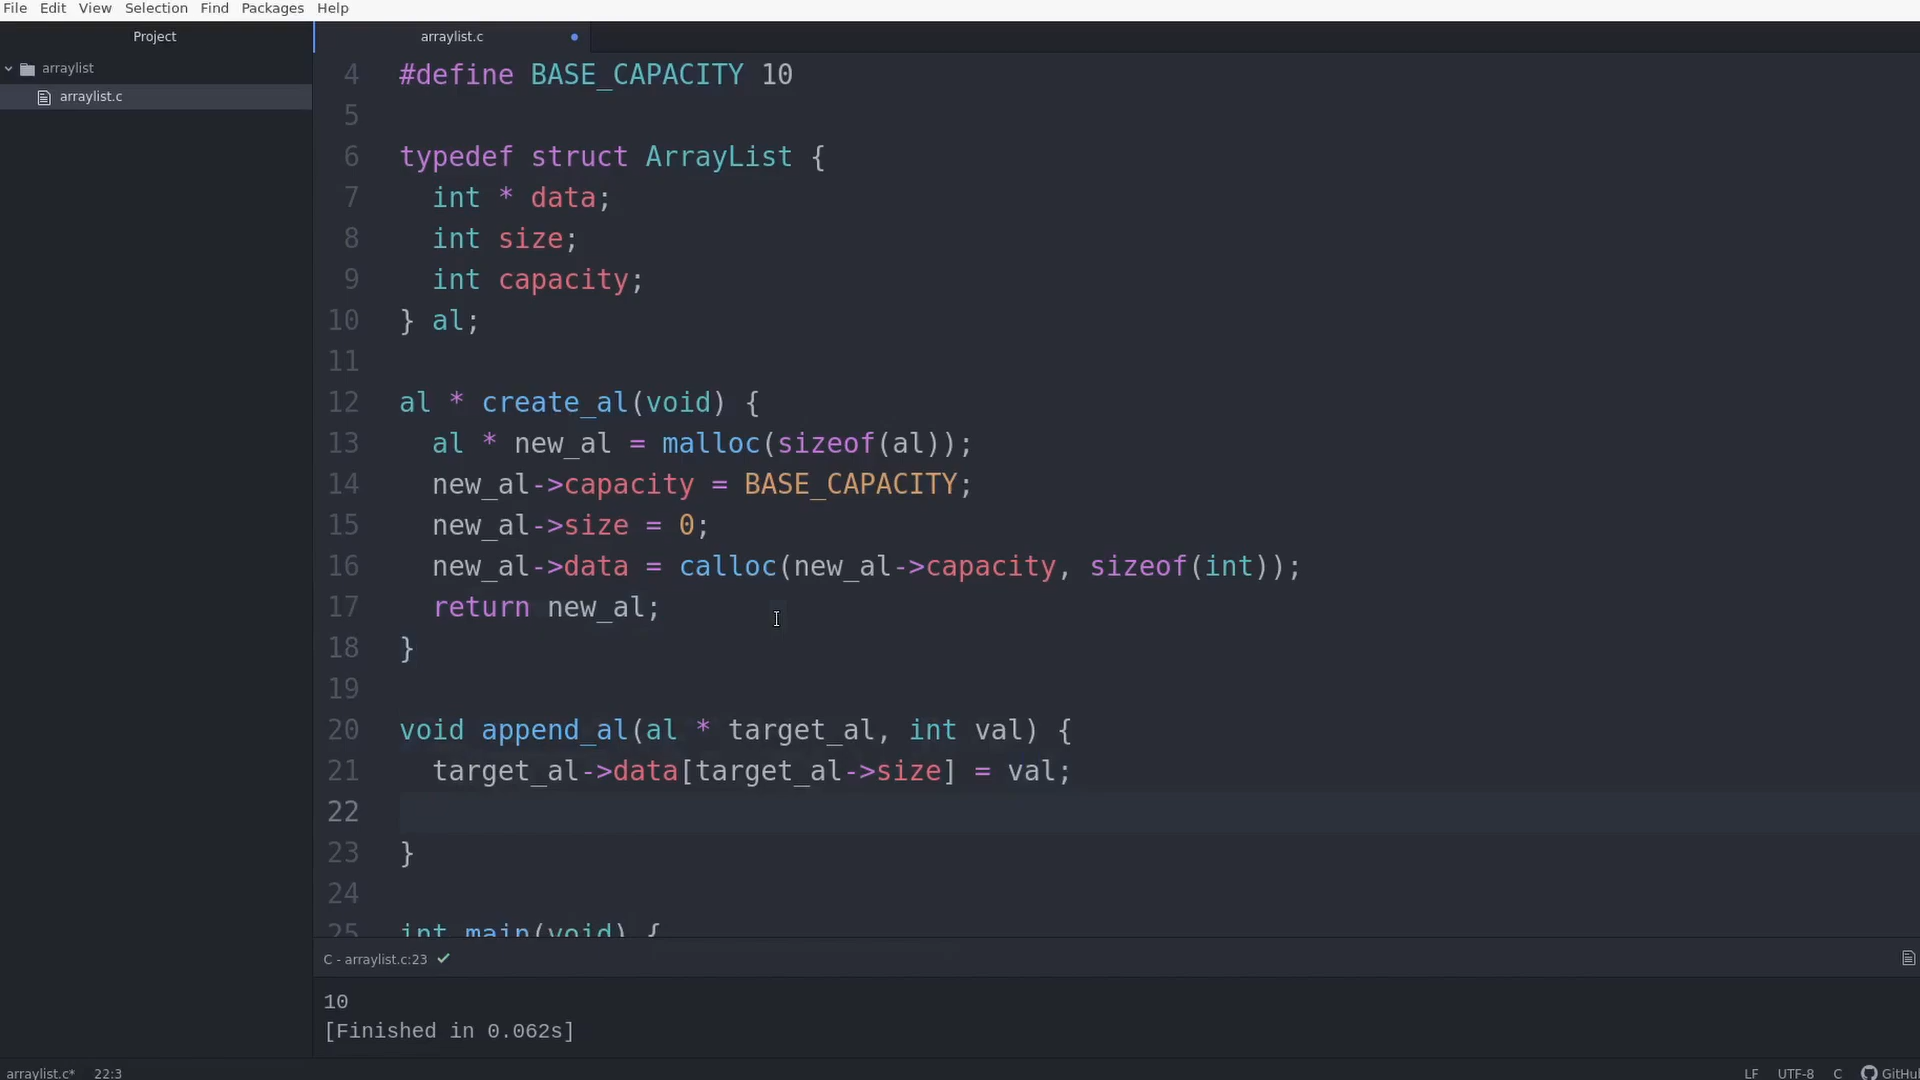 File Edit View Selection Find Packages Help
Project
arraylist.c
arraylist
arraylist.c
4 #define BASE_CAPACITY 10
5
6 typedef struct ArrayList {
7   int * data;
8   int size;
9   int capacity;
10 } al;
11
12 al * create_al(void) {
13   al * new_al = malloc(sizeof(al));
14   new_al->capacity = BASE_CAPACITY;
15   new_al->size = 0;
16   new_al->data = calloc(new_al->capacity, sizeof(int));
17   return new_al;
18 }
19
20 void append_al(al * target_al, int val) {
21   target_al->data[target_al->size] = val;
22
23 }
24
25 int main(void) {
C - arraylist.c:23
10
[Finished in 0.062s]
arraylist.c* 22:3 LF UTF-8 C GitHu